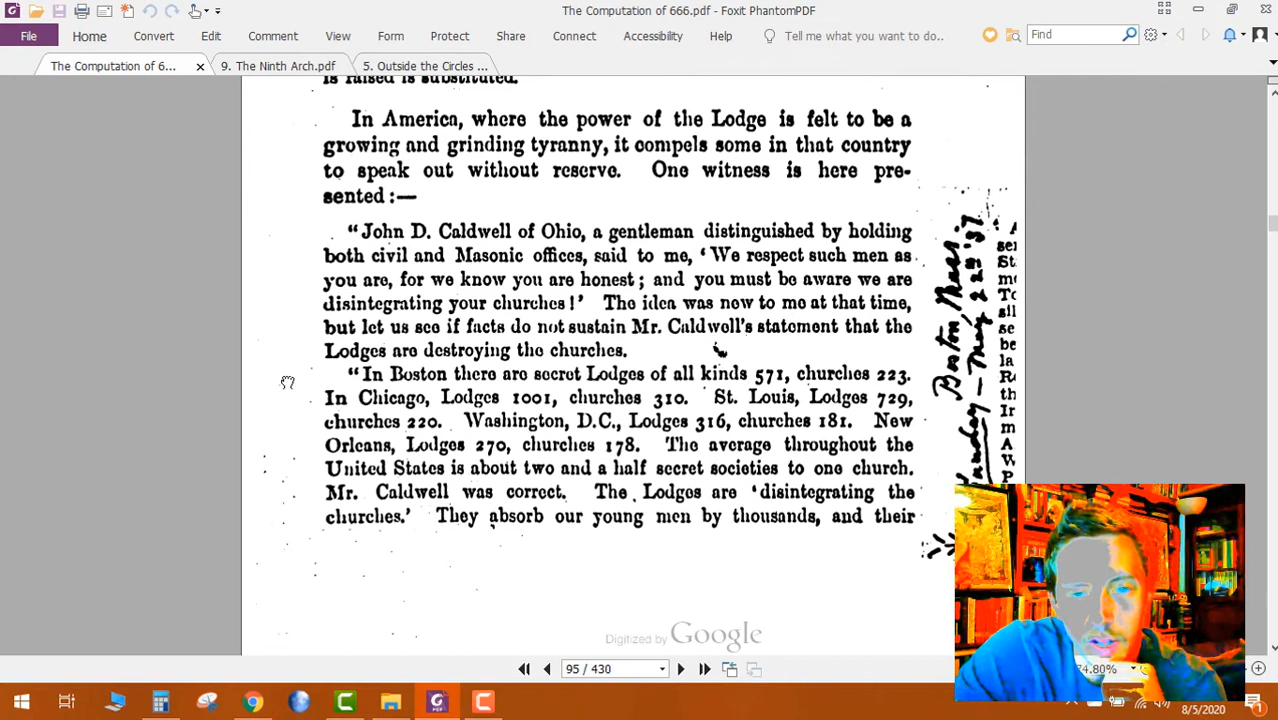 The Computation of 666.pdf - Foxit PhantomPDF
File Home Convert Edit Comment View Form Protect Share Connect Accessibility Help Tell me what you want to do.. Find
The Computation of 6... 9. The Ninth Arch.pdf 5. Outside the Circles ...
is raised is substituted.
In America, where the power of the Lodge is felt to be a
growing and grinding tyranny, it compels some in that country
to speak out without reserve. One witness is here pre-
sented :—
"John D. Caldwell of Ohio, a gentleman distinguished by holding
both civil and Masonic offices, said to me, 'We respect such men as
you are, for we know you are honest; and you must be aware we are
disintegrating your churches!' The idea was new to me at that time,
but let us see if facts do not sustain Mr. Caldwell's statement that the
Lodges are destroying the churches.
"In Boston there are secret Lodges of all kinds 571, churches 223.
In Chicago, Lodges 1001, churches 310. St. Louis, Lodges 729,
churches 220. Washington, D.C., Lodges 316, churches 181. New
Orleans, Lodges 270, churches 178. The average throughout the
United States is about two and a half secret societies to one church.
Mr. Caldwell was correct. The Lodges are 'disintegrating the
churches.' They absorb our young men by thousands, and their
Boston
Digitized by Google
95 / 430
74.80%
8/5/2020